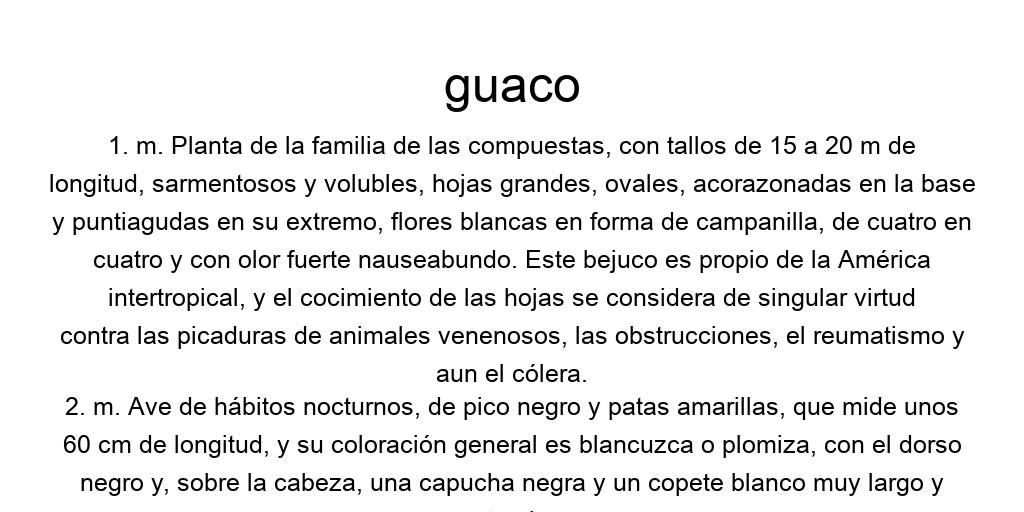 guaco
1. m. Planta de la familia de las compuestas, con tallos de 15 a 20 m de
longitud, sarmentosos y volubles, hojas grandes, ovales, acorazonadas en la base
y puntiagudas en su extremo, flores blancas en forma de campanilla, de cuatro en
cuatro y con olor fuerte nauseabundo. Este bejuco es propio de la América
intertropical, y el cocimiento de las hojas se considera de singular virtud
contra las picaduras de animales venenosos, las obstrucciones, el reumatismo y
aun el cólera.
2. m. Ave de hábitos nocturnos, de pico negro y patas amarillas, que mide unos
60 cm de longitud, y su coloración general es blancuzca o plomiza, con el dorso
negro y, sobre la cabeza, una capucha negra y un copete blanco muy largo y